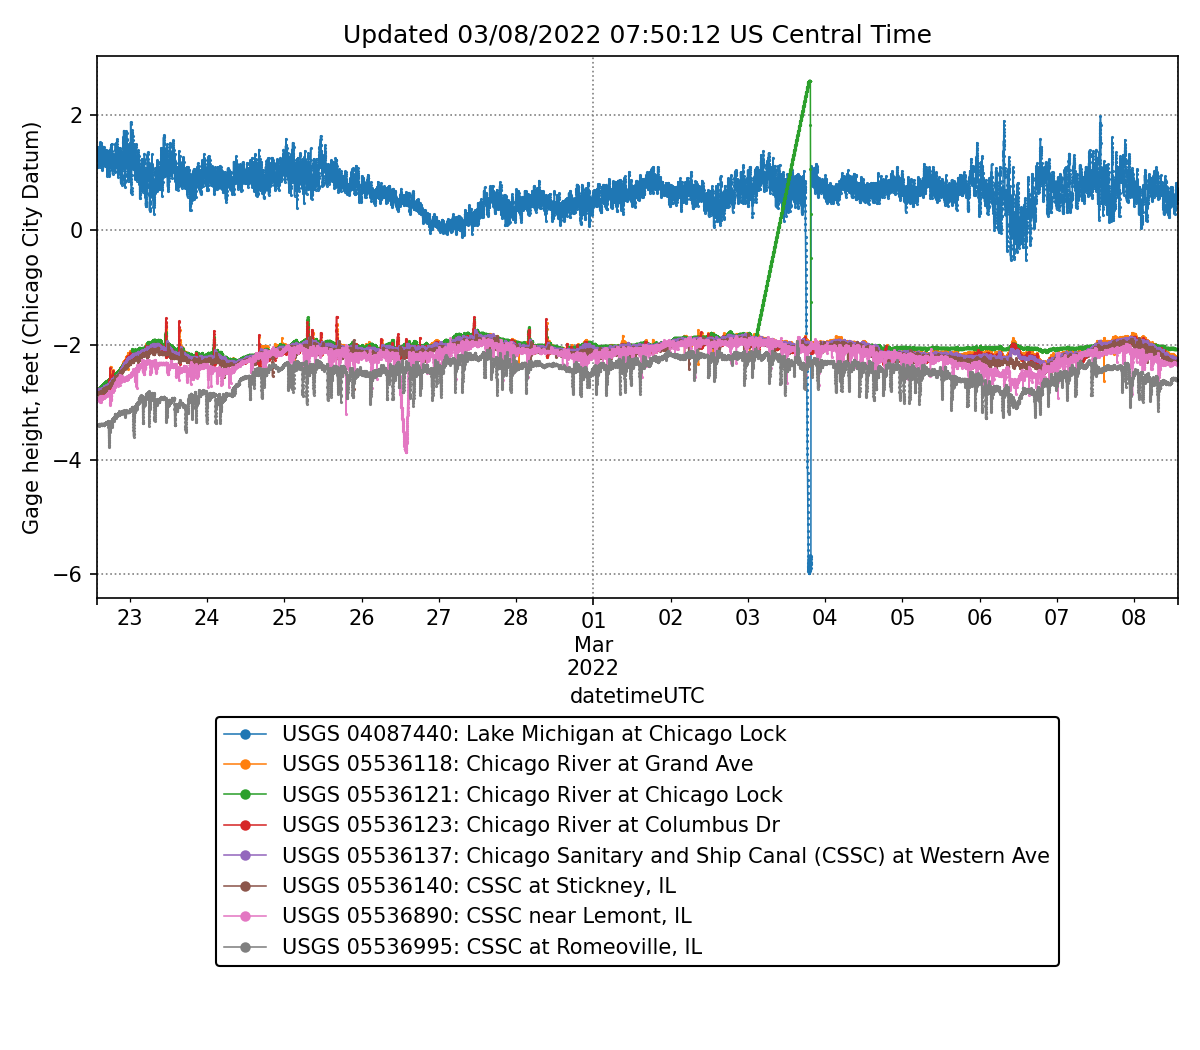 Updated 03/08/2022 07:50:12 US Central Time
Gage height, feet (Chicago City Datum)
2
0
−2
−4
−6
23 24 25 26 27 28 01 02 03 04 05 06 07 08
Mar
2022
datetimeUTC
USGS 04087440: Lake Michigan at Chicago Lock
USGS 05536118: Chicago River at Grand Ave
USGS 05536121: Chicago River at Chicago Lock
USGS 05536123: Chicago River at Columbus Dr
USGS 05536137: Chicago Sanitary and Ship Canal (CSSC) at Western Ave
USGS 05536140: CSSC at Stickney, IL
USGS 05536890: CSSC near Lemont, IL
USGS 05536995: CSSC at Romeoville, IL